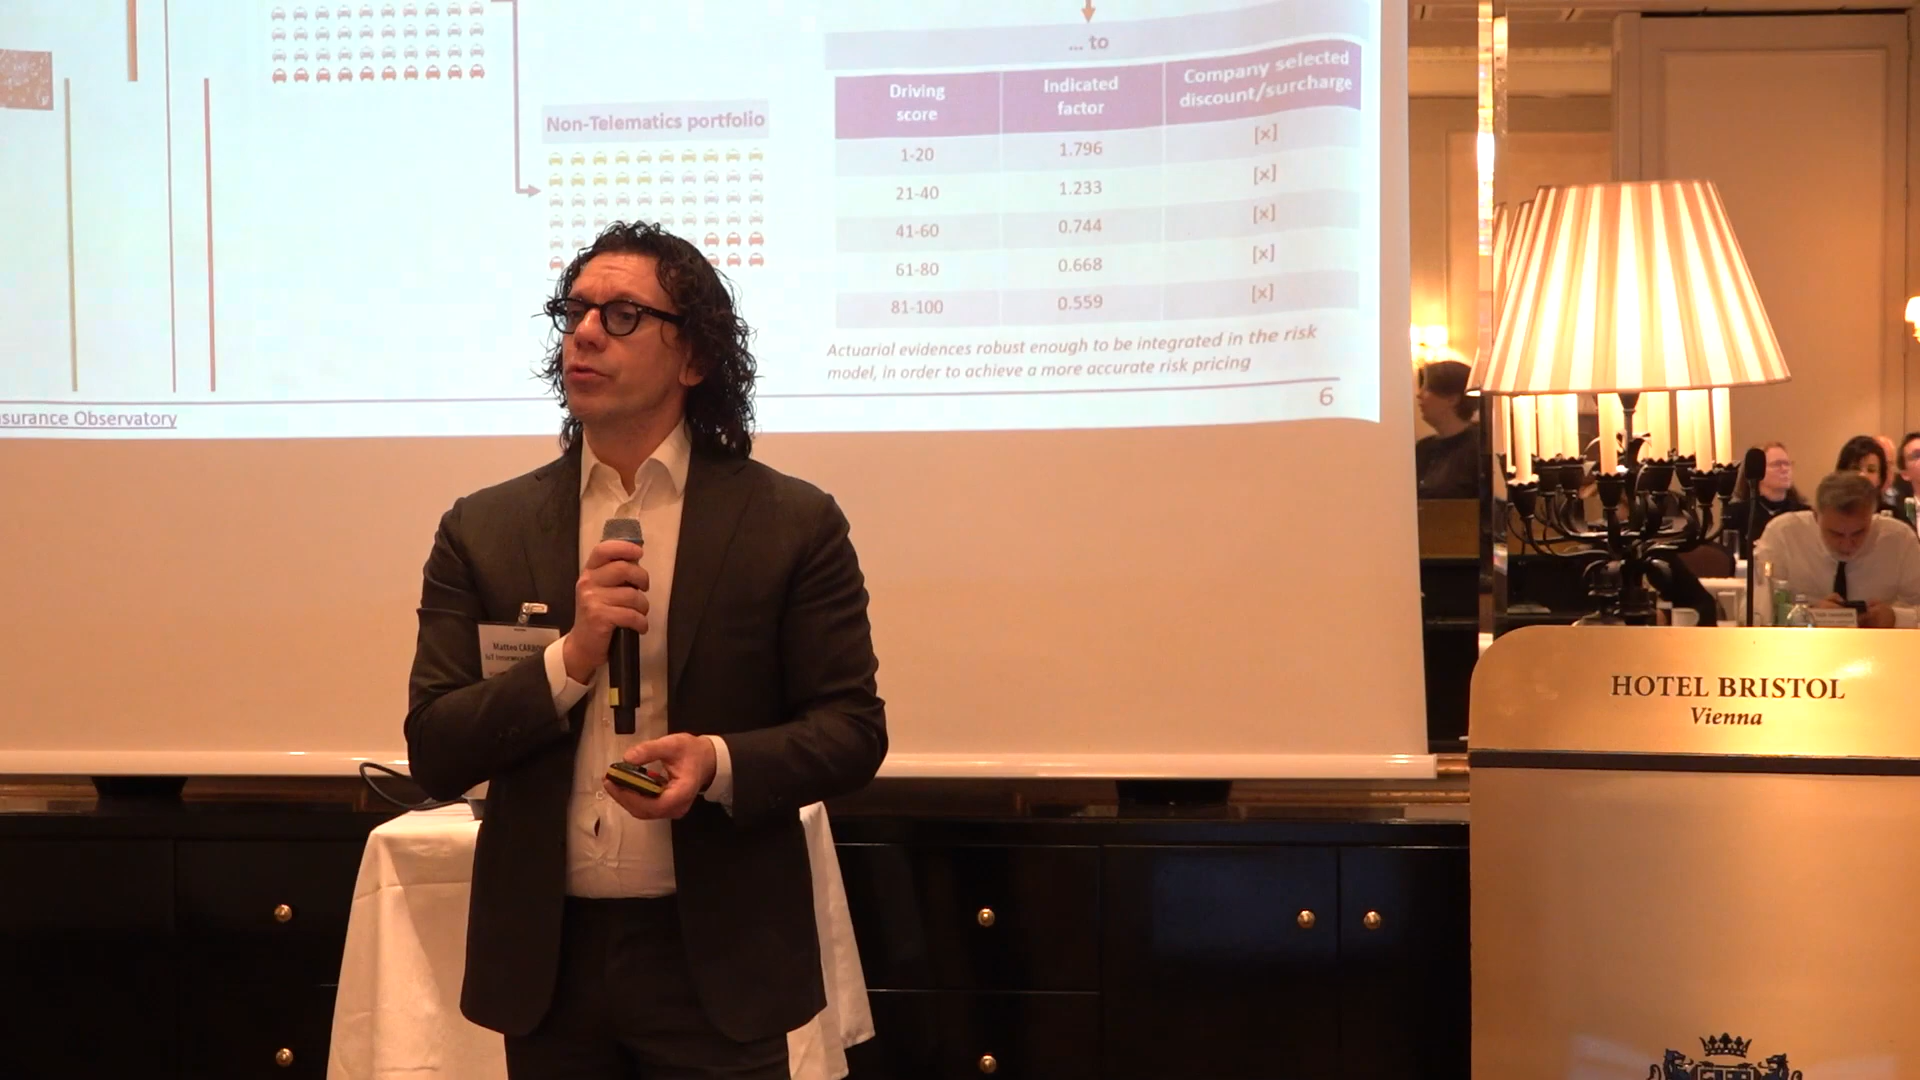 ... to
Driving score
Indicated factor
Company selected discount/surcharge
1-20 1.796 [x]
21-40 1.233 [x]
41-60 0.744 [x]
61-80 0.668 [x]
81-100 0.559 [x]
Actuarial evidences robust enough to be integrated in the risk
model, in order to achieve a more accurate risk pricing
6
Non-Telematics portfolio
Observatory
Matteo
HOTEL BRISTOL
Vienna